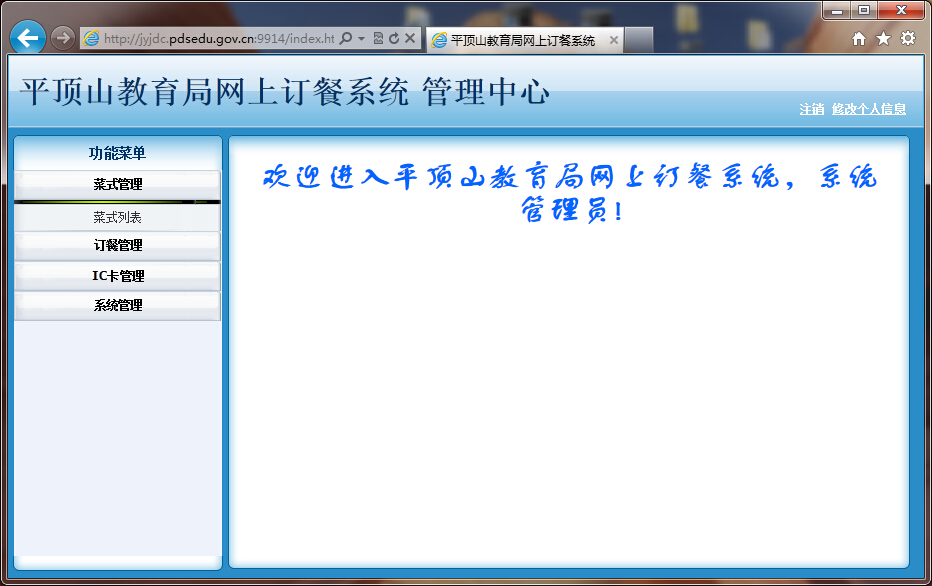 http://jyjdc.pdsedu.gov.cn:9914/index.ht
平顶山教育局网上订餐系统
平顶山教育局网上订餐系统 管理中心
注销 修改个人信息
功能菜单
菜式管理
菜式列表
订餐管理
IC卡管理
系统管理
欢迎进入平顶山教育局网上订餐系统，系统
管理员！